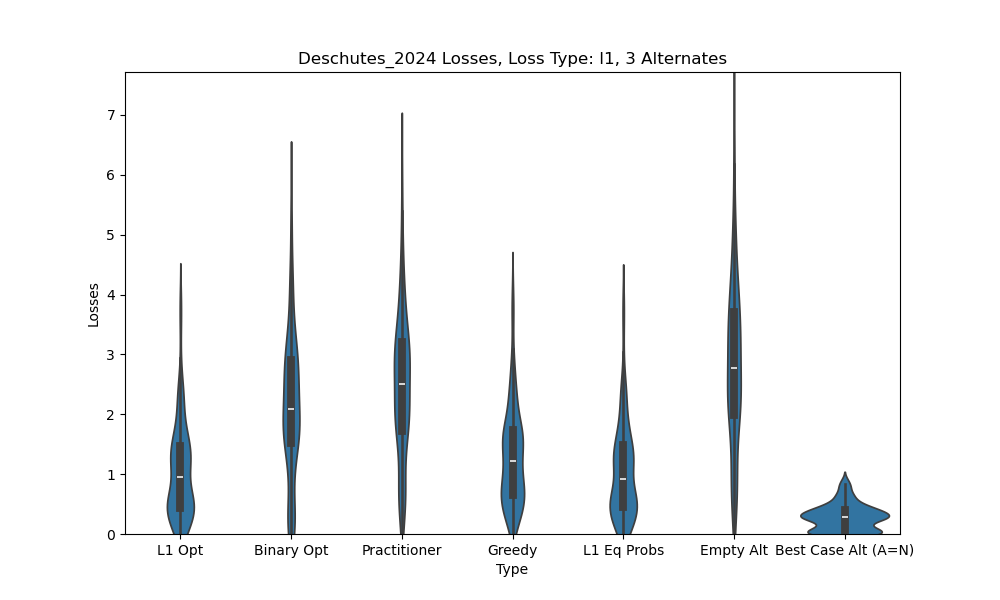 Deschutes_2024 Losses, Loss Type: l1, 3 Alternates
Losses
7
6
5
4
3
2
1
0
L1 Opt
Binary Opt
Practitioner
Greedy
L1 Eq Probs
Empty Alt
Best Case Alt (A=N)
Type